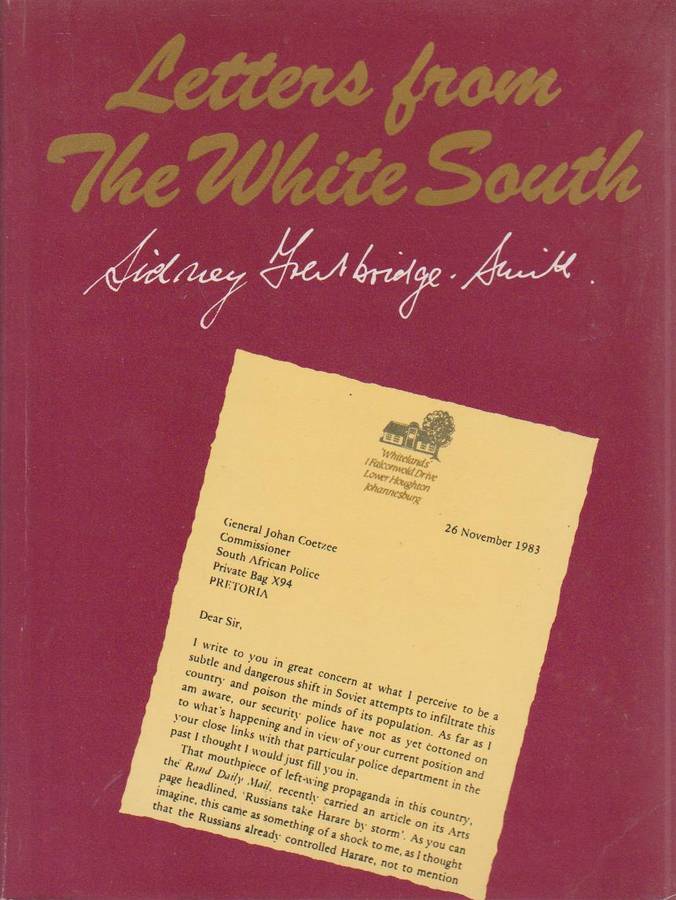 Letters from
The White South
Sidney Trentbridge-Smith.
"Whitelands"
1 Falconwold Drive
Lower Houghton
Johannesburg
26 November 1983
General Johan Coetzee
Commissioner
South African Police
Private Bag X94
PRETORIA
Dear Sir,
I write to you in great concern at what I perceive to be a
subtle and dangerous shift in Soviet attempts to infiltrate this
country and poison the minds of its population. As far as I
am aware, our security police have not as yet cottoned on
to what's happening and in view of your current position and
your close links with that particular police department in the
past I thought I would just fill you in.
That mouthpiece of left-wing propaganda in this country,
the Rand Daily Mail, recently carried an article on its Arts
page headlined, 'Russians take Harare by storm'. As you can
imagine, this came as something of a shock to me, as I thought
that the Russians already controlled Harare, not to mention